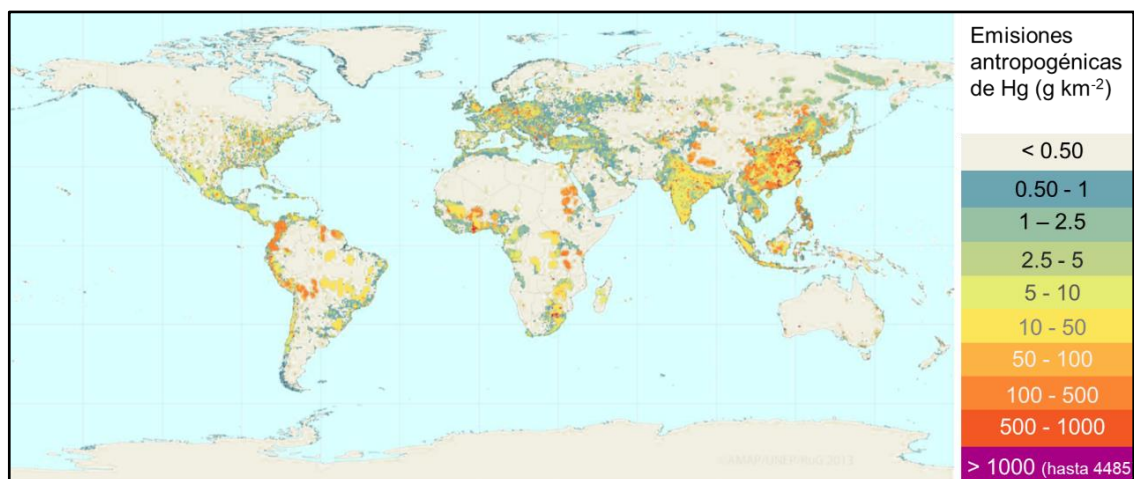 Emisiones
antropogénicas
de Hg (g km-2)
< 0.50
0.50 - 1
1 – 2.5
2.5 - 5
5 - 10
10 - 50
50 - 100
100 - 500
500 - 1000
> 1000 (hasta 4485
©AMAP/UNEP/RUG 2013